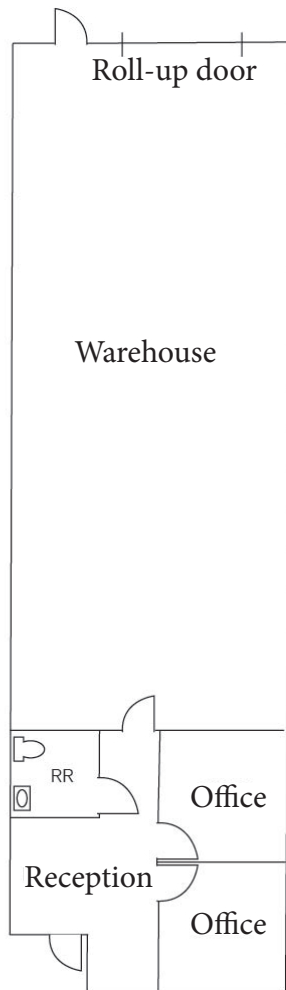 Roll-up door
Warehouse
RR
Office
Reception
Office